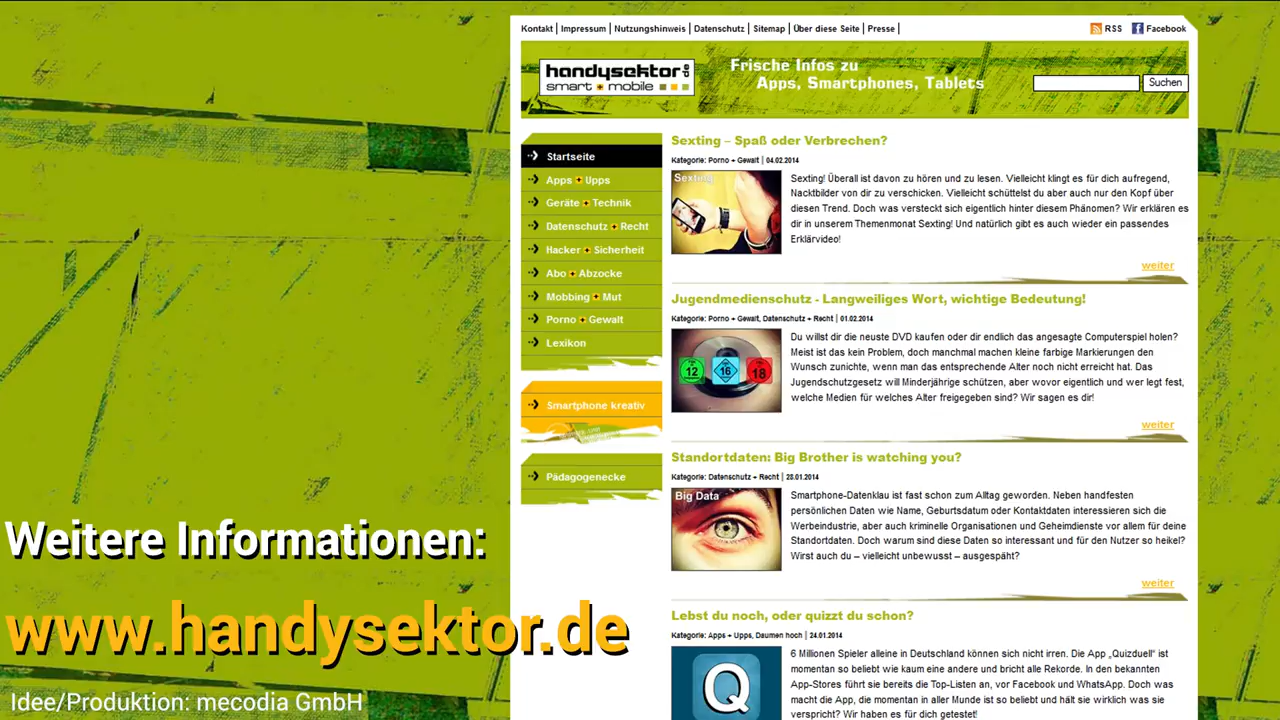 Kontakt | Impressum | Nutzungshinweis | Datenschutz | Sitemap | Über diese Seite | Presse |
RSS Facebook
handysektor.de
smart + mobile
Frische Infos zu
Apps, Smartphones, Tablets
Suchen
Startseite
Apps + Upps
Geräte + Technik
Datenschutz + Recht
Hacker + Sicherheit
Abo + Abzocke
Mobbing + Mut
Porno + Gewalt
Lexikon
Smartphone kreativ
Pädagogenecke
Sexting – Spaß oder Verbrechen?
Kategorie: Porno + Gewalt | 04.02.2014
Sexting
Sexting! Überall ist davon zu hören und zu lesen. Vielleicht klingt es für dich aufregend,
Nacktbilder von dir zu verschicken. Vielleicht schüttelst du aber auch nur den Kopf über
diesen Trend. Doch was versteckt sich eigentlich hinter diesem Phänomen? Wir erklären es
dir in unserem Themenmonat Sexting! Und natürlich gibt es auch wieder ein passendes
Erklärvideo!
weiter
Jugendmedienschutz - Langweiliges Wort, wichtige Bedeutung!
Kategorie: Porno + Gewalt, Datenschutz + Recht | 01.02.2014
12 16 18
Du willst dir die neuste DVD kaufen oder dir endlich das angesagte Computerspiel holen?
Meist ist das kein Problem, doch manchmal machen kleine farbige Markierungen den
Wunsch zunichte, wenn man das entsprechende Alter noch nicht erreicht hat. Das
Jugendschutzgesetz will Minderjährige schützen, aber wovor eigentlich und wer legt fest,
welche Medien für welches Alter freigegeben sind? Wir sagen es dir!
weiter
Standortdaten: Big Brother is watching you?
Kategorie: Datenschutz + Recht | 28.01.2014
Big Data
Smartphone-Datenklau ist fast schon zum Alltag geworden. Neben handfesten
persönlichen Daten wie Name, Geburtsdatum oder Kontaktdaten interessieren sich die
Werbeindustrie, aber auch kriminelle Organisationen und Geheimdienste vor allem für deine
Standortdaten. Doch warum sind diese Daten so interessant und für den Nutzer so heikel?
Wirst auch du – vielleicht unbewusst – ausgespäht?
weiter
Lebst du noch, oder quizzt du schon?
Kategorie: Apps + Upps, Daumen hoch | 24.01.2014
Q
6 Millionen Spieler alleine in Deutschland können sich nicht irren. Die App „Quizduell“ ist
momentan so beliebt wie kaum eine andere und bricht alle Rekorde. In den bekannten
App-Stores führt sie bereits die Top-Listen an, vor Facebook und WhatsApp. Doch was
macht die App, die momentan in aller Munde ist so beliebt und hält sie wirklich was sie
verspricht? Wir haben es für dich getestet!
Weitere Informationen:
www.handysektor.de
Idee/Produktion: mecodia GmbH